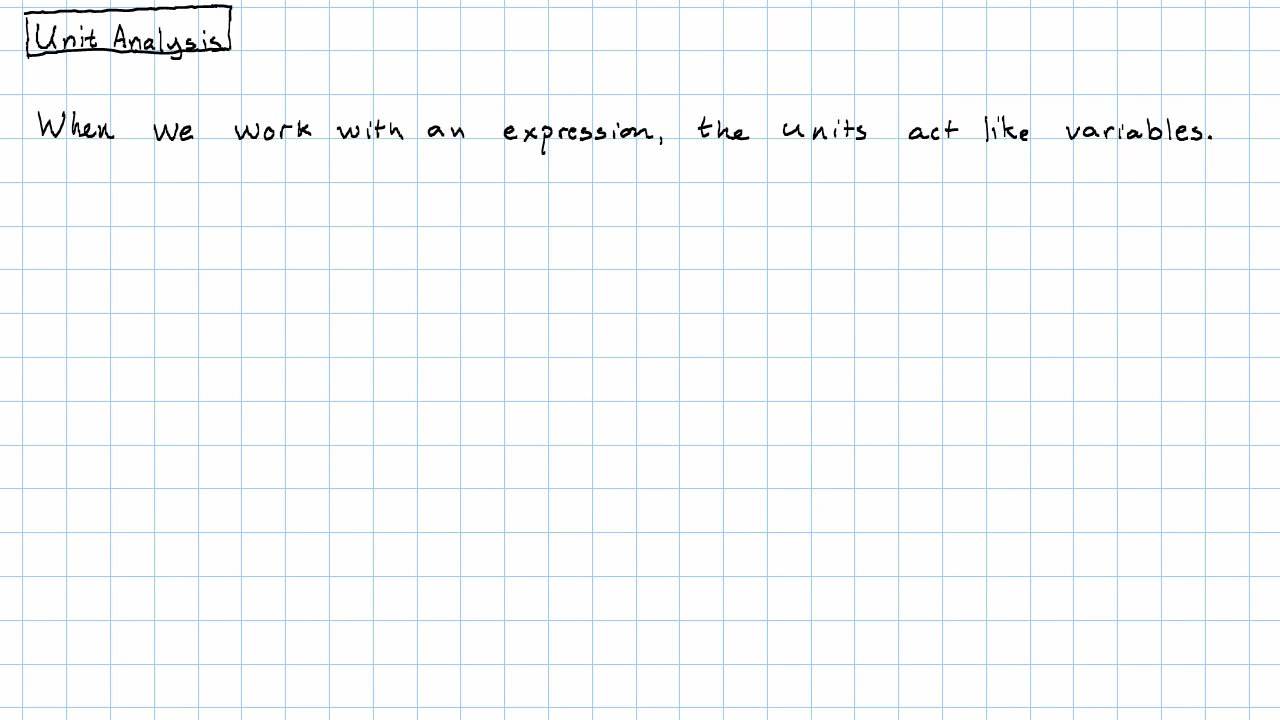 Unit Analysis
When we work with an expression, the units act like variables.